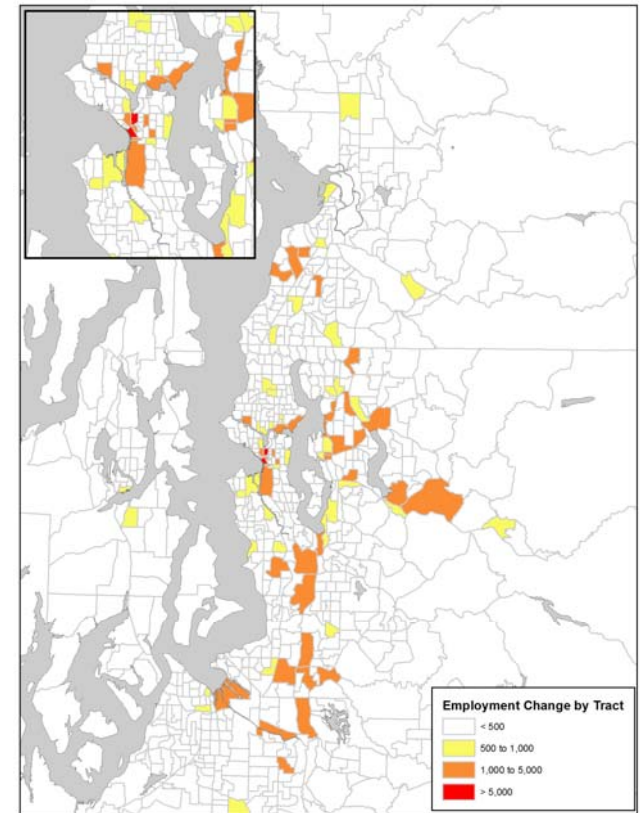 Employment Change by Tract
< 500
500 to 1,000
1,000 to 5,000
> 5,000